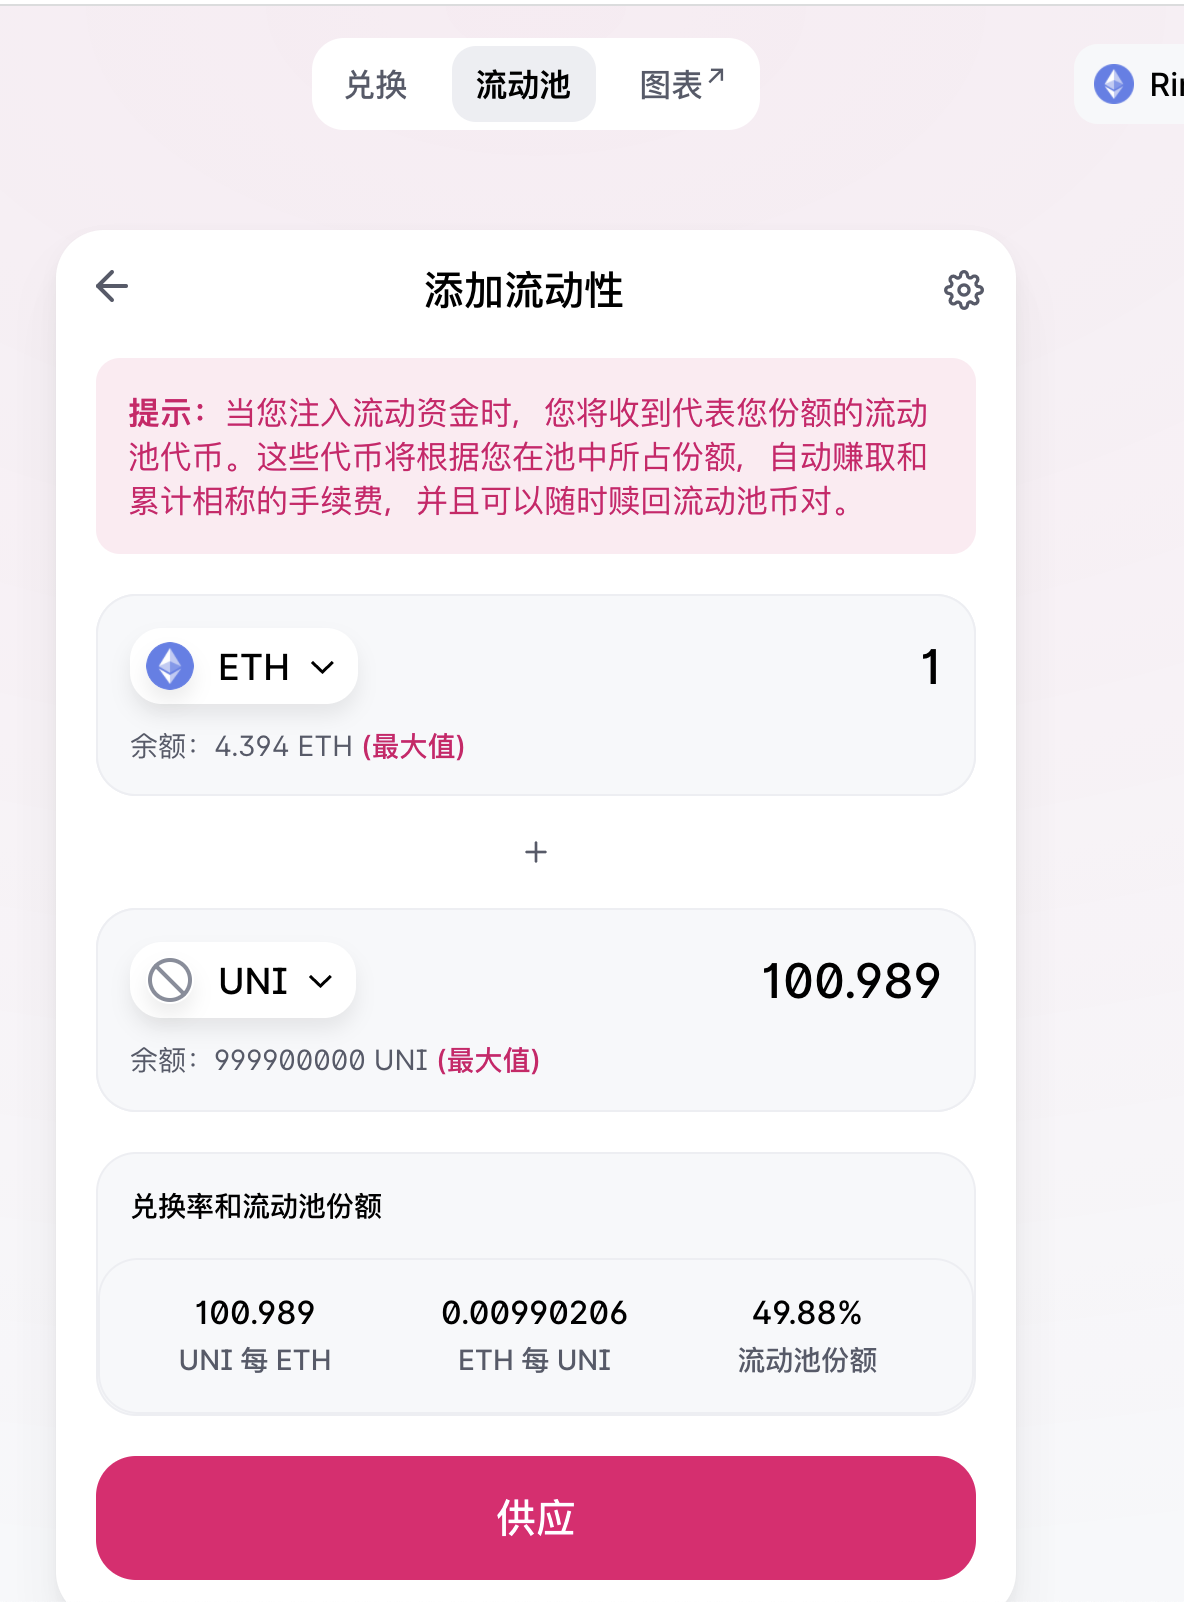 兑换 流动池 图表↗ Rin
添加流动性
提示：当您注入流动资金时，您将收到代表您份额的流动
池代币。这些代币将根据您在池中所占份额，自动赚取和
累计相称的手续费，并且可以随时赎回流动池币对。
ETH 1
余额：4.394 ETH (最大值)
+
UNI 100.989
余额：999900000 UNI (最大值)
兑换率和流动池份额
100.989 0.00990206 49.88%
UNI 每 ETH ETH 每 UNI 流动池份额
供应